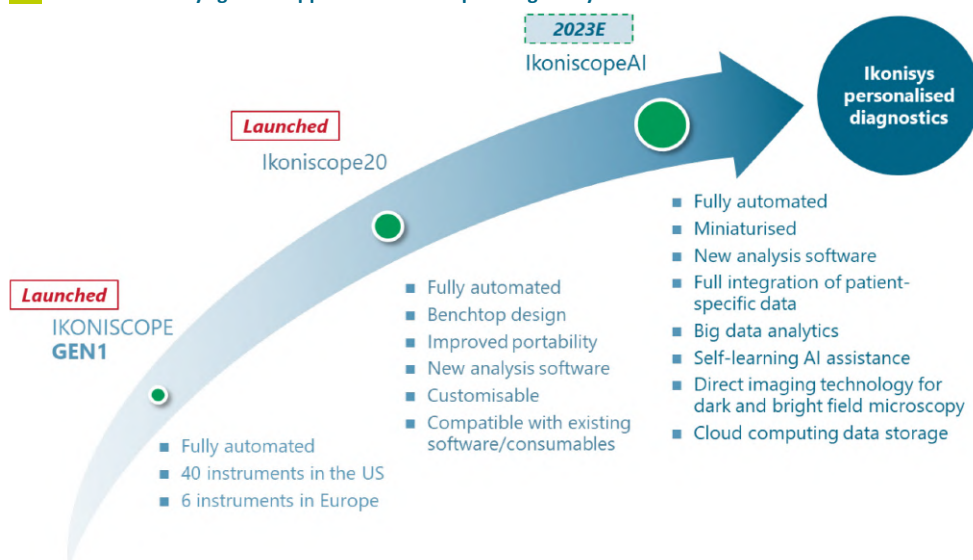 2023E
IkoniscopeAI
Ikonisys
personalised
diagnostics
Launched
Ikoniscope20
Launched
IKONISCOPE
GEN1
■ Fully automated
■ 40 instruments in the US
■ 6 instruments in Europe
■ Fully automated
■ Benchtop design
■ Improved portability
■ New analysis software
■ Customisable
■ Compatible with existing
software/consumables
■ Fully automated
■ Miniaturised
■ New analysis software
■ Full integration of patient-
specific data
■ Big data analytics
■ Self-learning AI assistance
■ Direct imaging technology for
dark and bright field microscopy
■ Cloud computing data storage